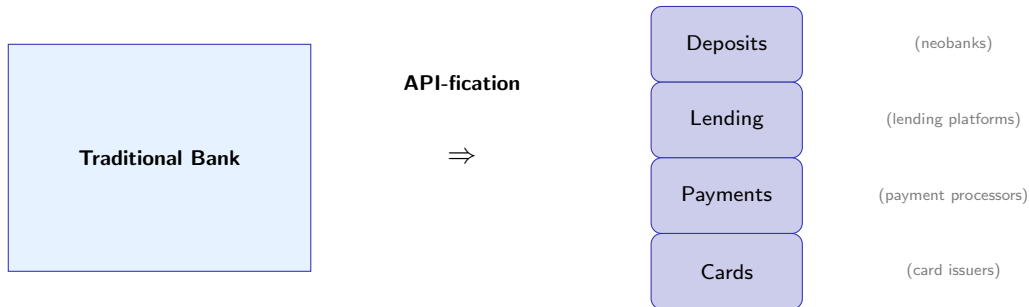 Traditional Bank
API-fication
⇒
Deposits
(neobanks)
Lending
(lending platforms)
Payments
(payment processors)
Cards
(card issuers)